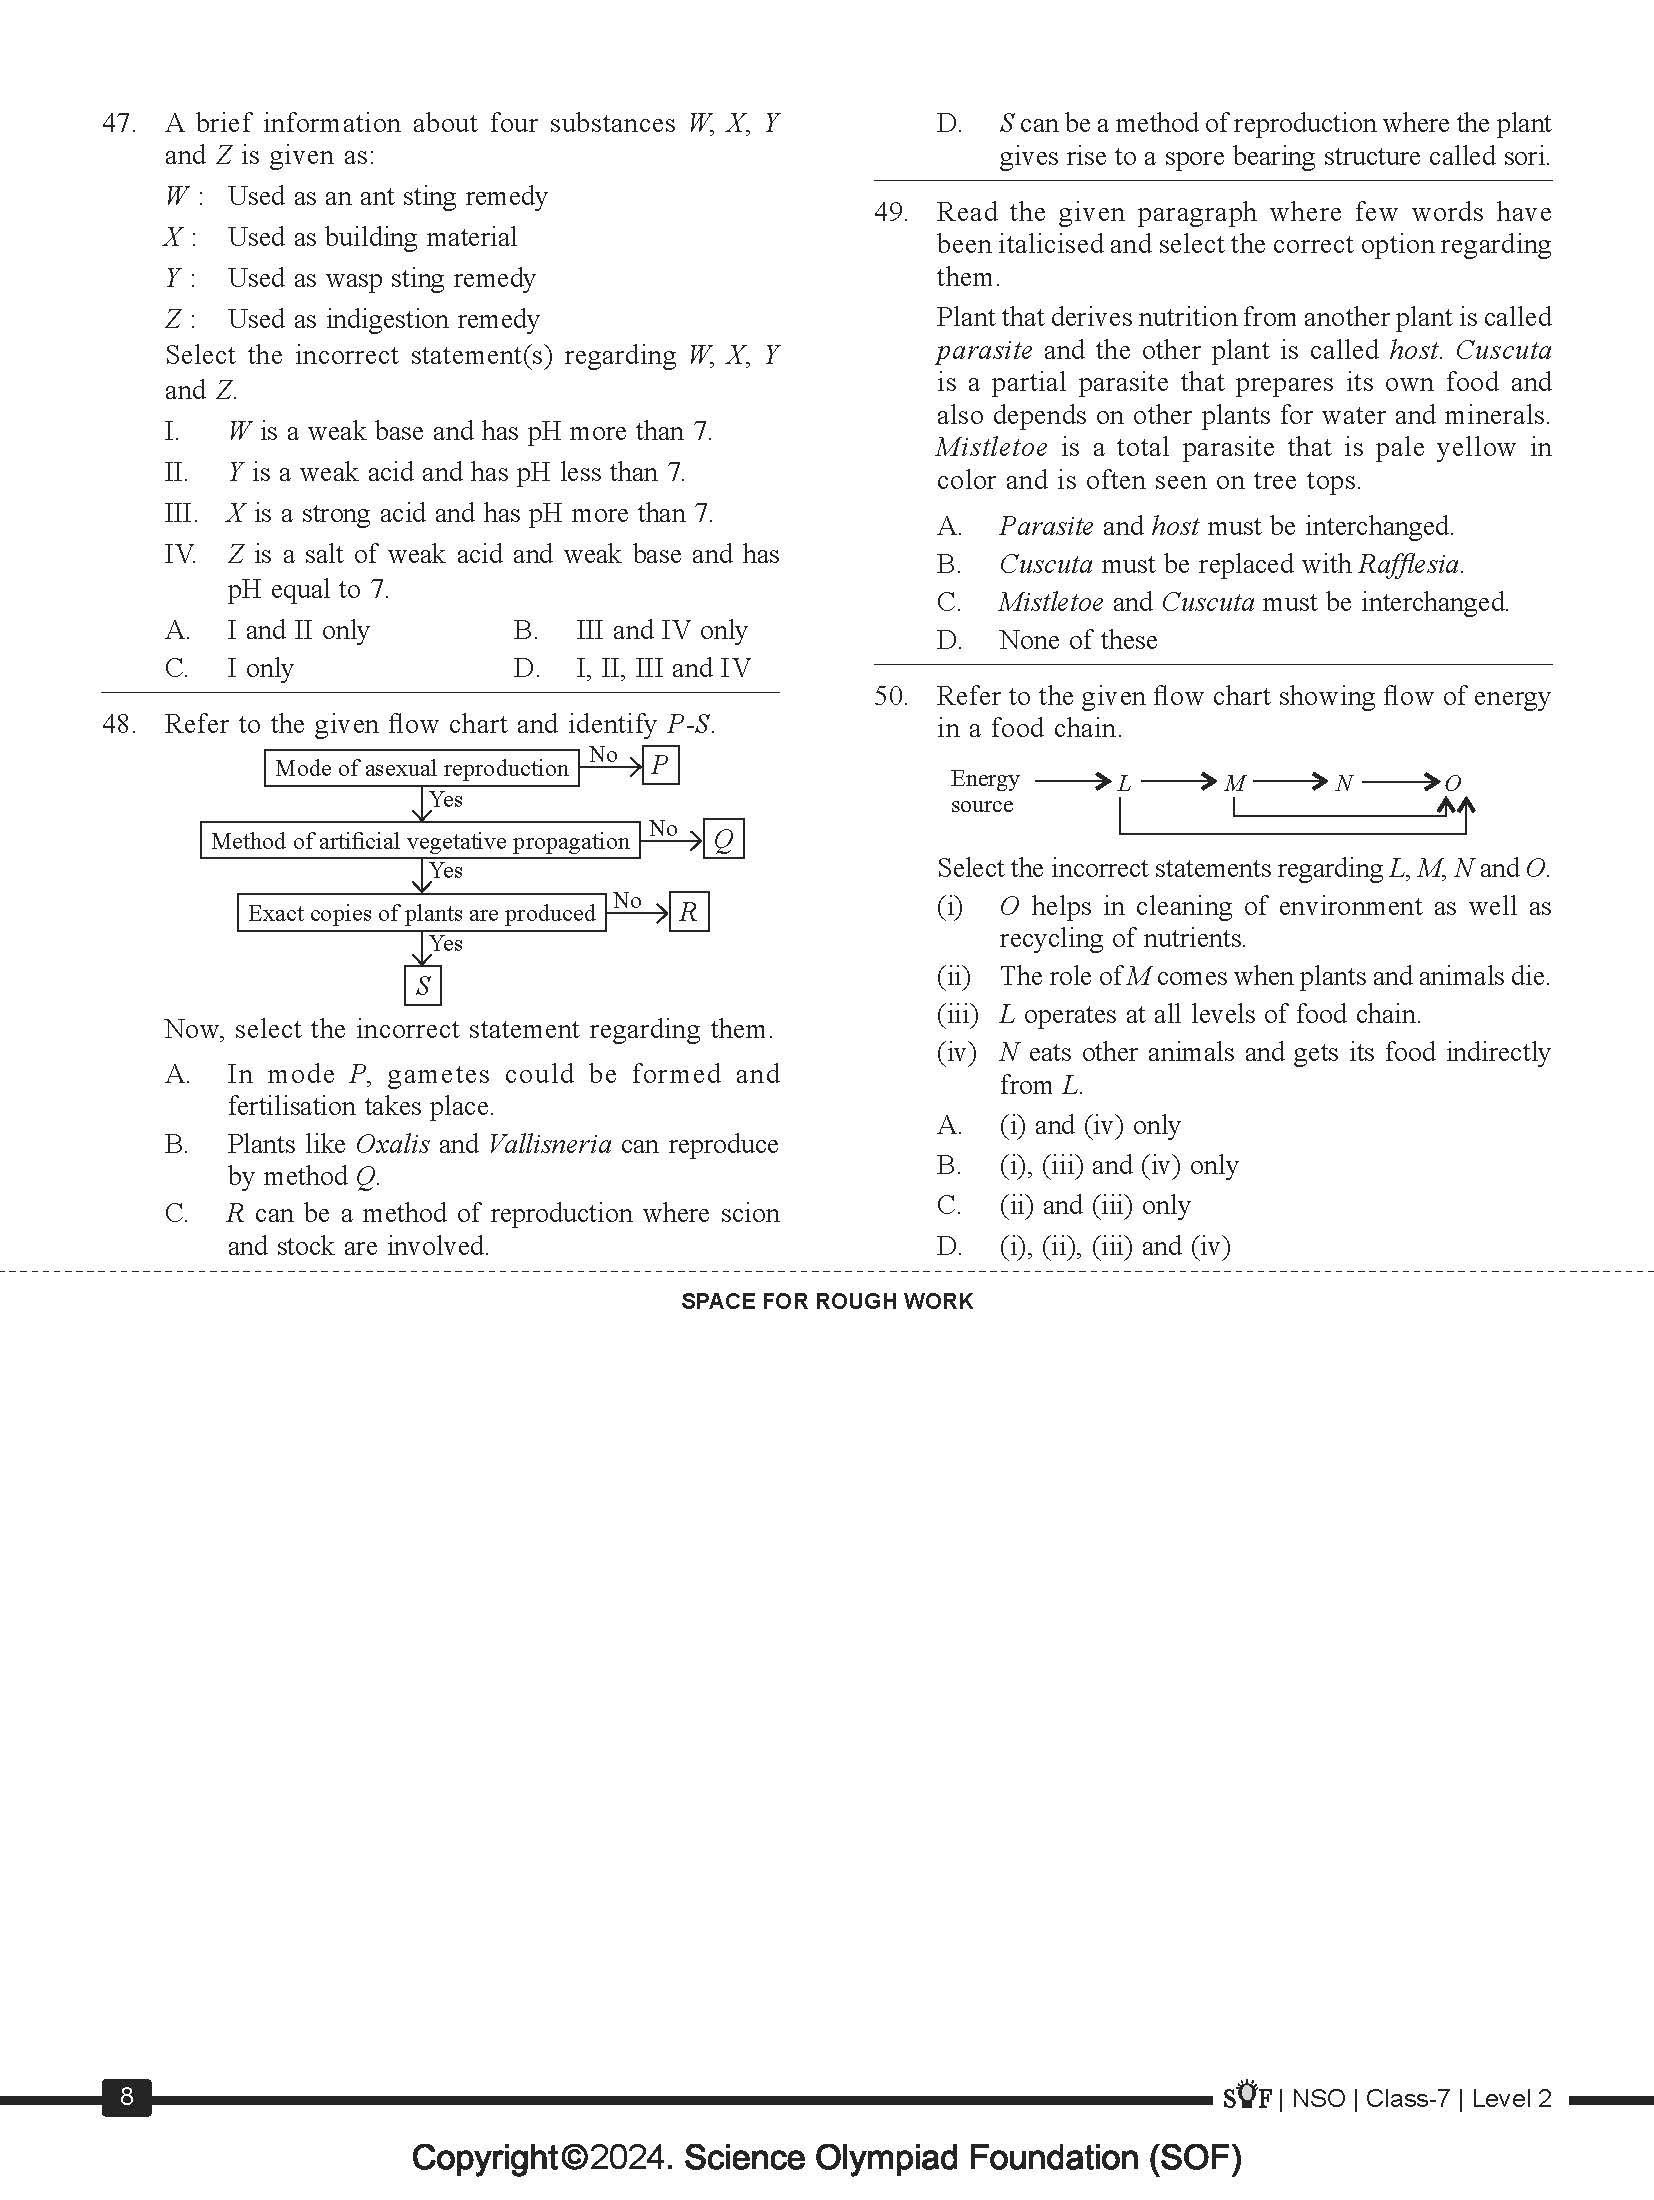 47. A brief information about four substances W, X, Y
and Z is given as:
W : Used as an ant sting remedy
X : Used as building material
Y : Used as wasp sting remedy
Z : Used as indigestion remedy
Select the incorrect statement(s) regarding W, X, Y
and Z.
I. W is a weak base and has pH more than 7.
II. Y is a weak acid and has pH less than 7.
III. X is a strong acid and has pH more than 7.
IV. Z is a salt of weak acid and weak base and has
pH equal to 7.
A. I and II only B. III and IV only
C. I only D. I, II, III and IV
48. Refer to the given flow chart and identify P-S.
Mode of asexual reproduction No P
Yes
Method of artificial vegetative propagation No Q
Yes
Exact copies of plants are produced No R
Yes
S
Now, select the incorrect statement regarding them.
A. In mode P, gametes could be formed and
fertilisation takes place.
B. Plants like Oxalis and Vallisneria can reproduce
by method Q.
C. R can be a method of reproduction where scion
and stock are involved.
D. S can be a method of reproduction where the plant
gives rise to a spore bearing structure called sori.
49. Read the given paragraph where few words have
been italicised and select the correct option regarding
them.
Plant that derives nutrition from another plant is called
parasite and the other plant is called host. Cuscuta
is a partial parasite that prepares its own food and
also depends on other plants for water and minerals.
Mistletoe is a total parasite that is pale yellow in
color and is often seen on tree tops.
A. Parasite and host must be interchanged.
B. Cuscuta must be replaced with Rafflesia.
C. Mistletoe and Cuscuta must be interchanged.
D. None of these
50. Refer to the given flow chart showing flow of energy
in a food chain.
Energy L M N O
source
Select the incorrect statements regarding L, M, N and O.
(i) O helps in cleaning of environment as well as
recycling of nutrients.
(ii) The role of M comes when plants and animals die.
(iii) L operates at all levels of food chain.
(iv) N eats other animals and gets its food indirectly
from L.
A. (i) and (iv) only
B. (i), (iii) and (iv) only
C. (ii) and (iii) only
D. (i), (ii), (iii) and (iv)
SPACE FOR ROUGH WORK
8
SOF | NSO | Class-7 | Level 2
Copyright©2024. Science Olympiad Foundation (SOF)